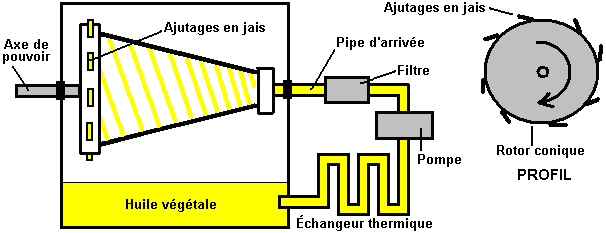 Axe de
pouvoir
Ajutages en jais
Pipe d'arrivée
Filtre
Pompe
Huile végétale
Échangeur thermique
Ajutages en jais
Rotor conique
PROFIL